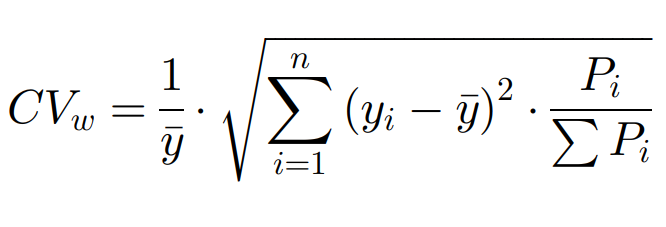 $CV_w = \frac{1}{\bar{y}} \cdot \sqrt{\sum_{i=1}^{n} (y_i - \bar{y})^2 \cdot \frac{P_i}{\sum P_i}}$